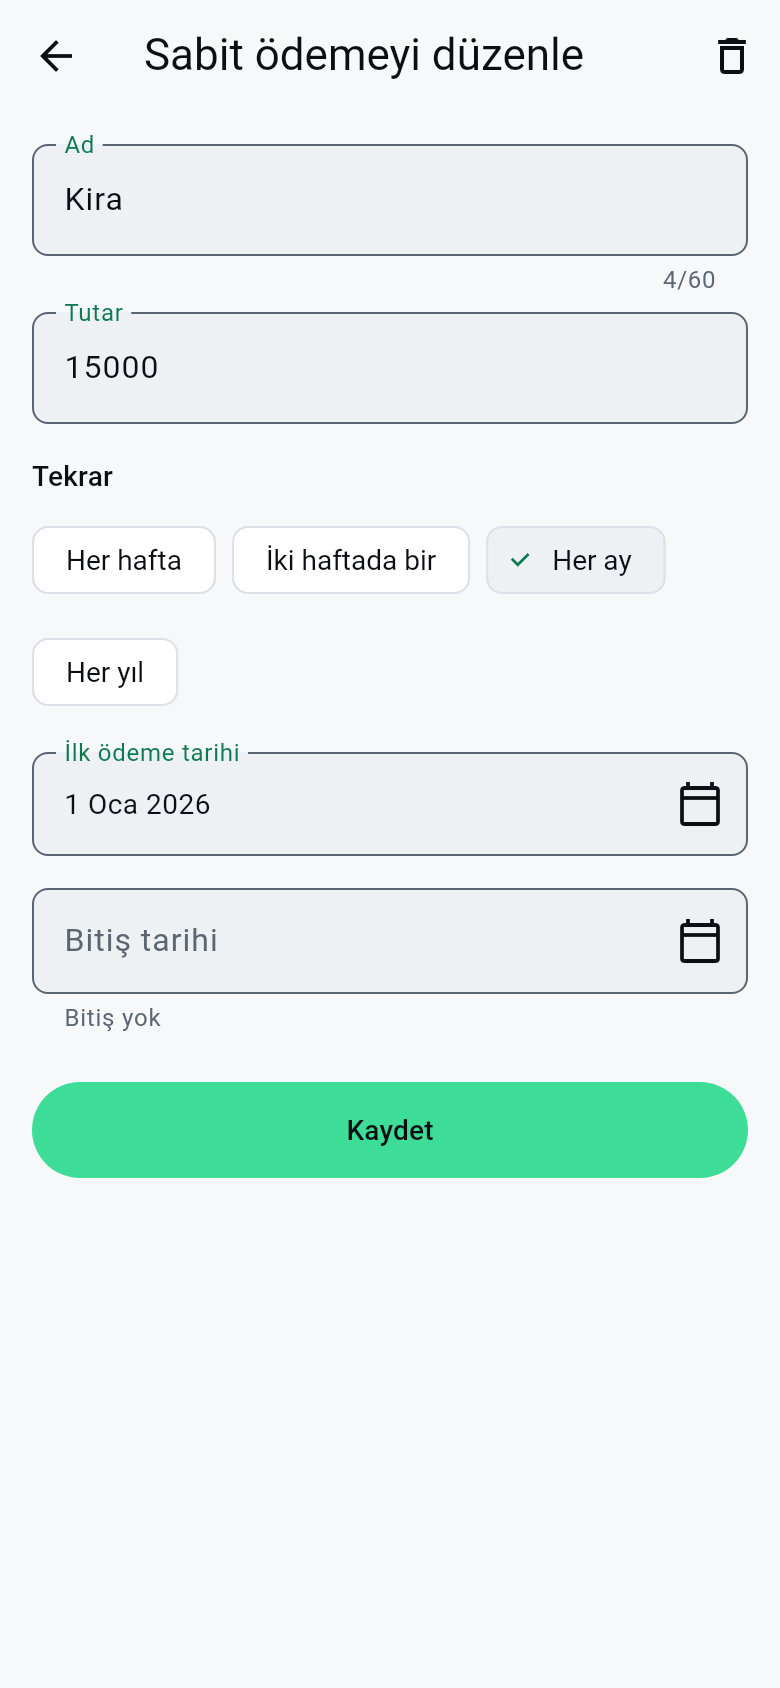 Sabit ödemeyi düzenle
Ad
Kira
4/60
Tutar
15000
Tekrar
Her hafta
İki haftada bir
Her ay
Her yıl
İlk ödeme tarihi
1 Oca 2026
Bitiş tarihi
Bitiş yok
Kaydet